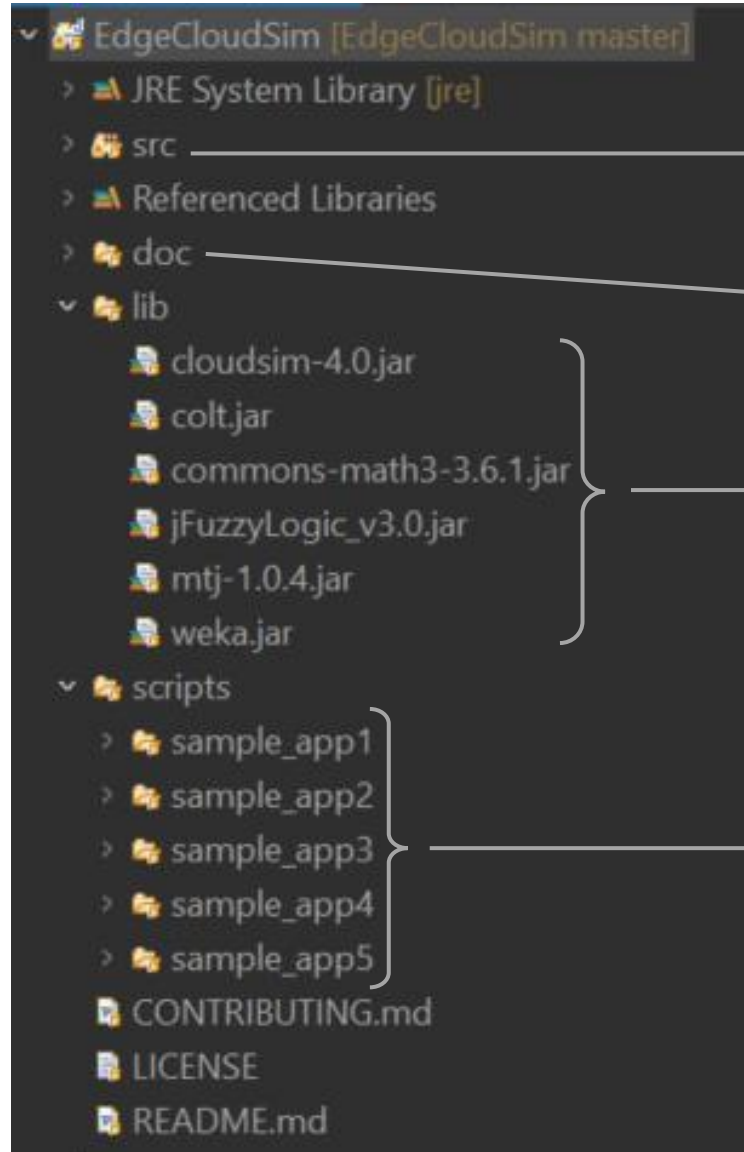 EdgeCloudSim [EdgeCloudSim master]
JRE System Library [jre]
src
Referenced Libraries
doc
lib
cloudsim-4.0.jar
colt.jar
commons-math3-3.6.1.jar
jFuzzyLogic_v3.0.jar
mtj-1.0.4.jar
weka.jar
scripts
sample_app1
sample_app2
sample_app3
sample_app4
sample_app5
CONTRIBUTING.md
LICENSE
README.md